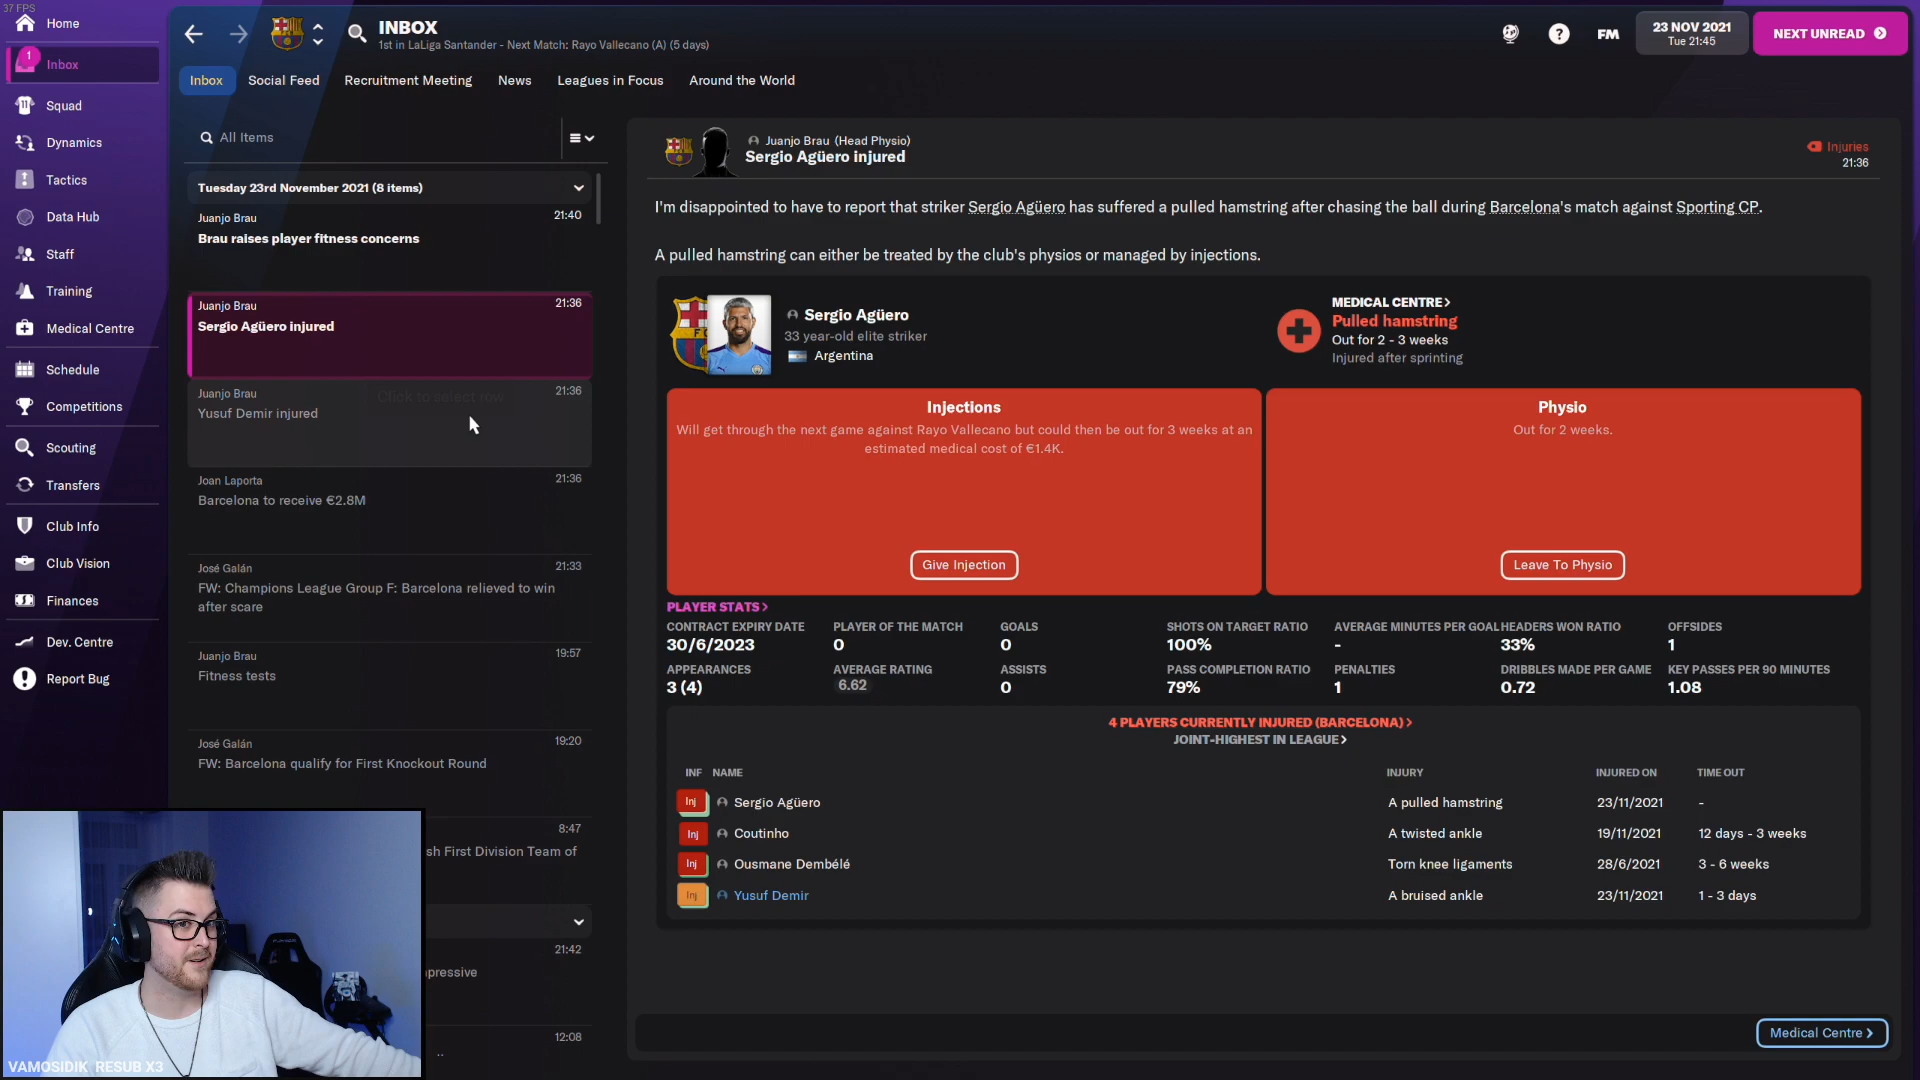 37 FPS
Home
1
Inbox
Squad
Dynamics
Tactics
Data Hub
Staff
Training
Medical Centre
Schedule
Competitions
Scouting
Transfers
Club Info
Club Vision
Finances
Dev. Centre
Report Bug
INBOX
1st in LaLiga Santander - Next Match: Rayo Vallecano (A) (5 days)
FM
23 NOV 2021
Tue 21:45
NEXT UNREAD
Inbox
Social Feed
Recruitment Meeting
News
Leagues in Focus
Around the World
All Items
Tuesday 23rd November 2021 (8 items)
Juanjo Brau 21:40
Brau raises player fitness concerns
Juanjo Brau 21:36
Sergio Agüero injured
Juanjo Brau 21:36
Click to select row
Yusuf Demir injured
Joan Laporta 21:36
Barcelona to receive €2.8M
José Galán 21:33
FW: Champions League Group F: Barcelona relieved to win
after scare
Juanjo Brau 19:57
Fitness tests
José Galán 19:20
FW: Barcelona qualify for First Knockout Round
8:47
sh First Division Team of
21:42
pressive
12:08
..
VAMOSIDIK RESUB X3
Juanjo Brau (Head Physio)
Sergio Agüero injured
Injuries
21:36
I'm disappointed to have to report that striker Sergio Agüero has suffered a pulled hamstring after chasing the ball during Barcelona's match against Sporting CP.
A pulled hamstring can either be treated by the club's physios or managed by injections.
Sergio Agüero
33 year-old elite striker
Argentina
MEDICAL CENTRE>
Pulled hamstring
Out for 2 - 3 weeks
Injured after sprinting
Injections
Will get through the next game against Rayo Vallecano but could then be out for 3 weeks at an
estimated medical cost of €1.4K.
Give Injection
Physio
Out for 2 weeks.
Leave To Physio
PLAYER STATS>
CONTRACT EXPIRY DATE PLAYER OF THE MATCH GOALS SHOTS ON TARGET RATIO AVERAGE MINUTES PER GOAL HEADERS WON RATIO OFFSIDES
30/6/2023 0 0 100% - 33% 1
APPEARANCES AVERAGE RATING ASSISTS PASS COMPLETION RATIO PENALTIES DRIBBLES MADE PER GAME KEY PASSES PER 90 MINUTES
3 (4) 6.62 0 79% 1 0.72 1.08
4 PLAYERS CURRENTLY INJURED (BARCELONA)>
JOINT-HIGHEST IN LEAGUE>
INF NAME INJURY INJURED ON TIME OUT
Inj Sergio Agüero A pulled hamstring 23/11/2021 -
Inj Coutinho A twisted ankle 19/11/2021 12 days - 3 weeks
Inj Ousmane Dembélé Torn knee ligaments 28/6/2021 3 - 6 weeks
Inj Yusuf Demir A bruised ankle 23/11/2021 1 - 3 days
Medical Centre >